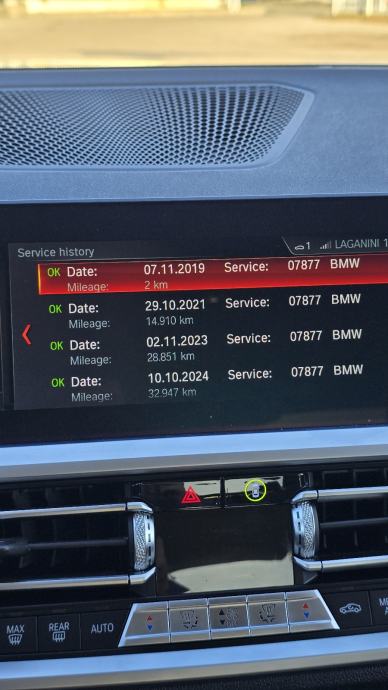 Service history
1 LAGANINI 1
OK Date: 07.11.2019 Service: 07877 BMW
Mileage: 2 km
OK Date: 29.10.2021 Service: 07877 BMW
Mileage: 14.910 km
OK Date: 02.11.2023 Service: 07877 BMW
Mileage: 28.851 km
OK Date: 10.10.2024 Service: 07877 BMW
Mileage: 32.947 km
MAX
REAR
AUTO